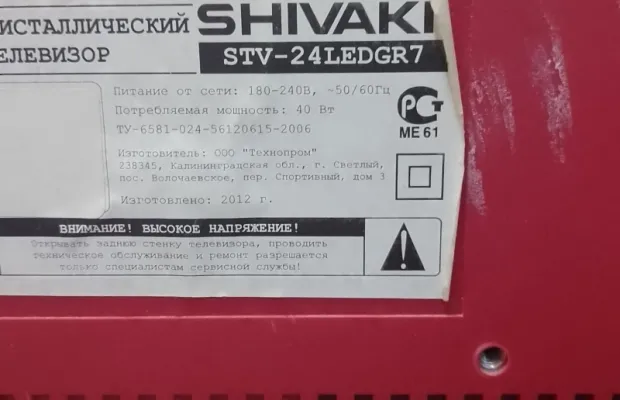 ИСТАЛЛИЧЕСКИЙ SHIVAKI
ЕЛЕВИЗОР STV-24LEDGR7
Питание от сети: 180-240В, ~50/60Гц
Потребляемая мощность: 40 Вт
ТУ-6581-024-56120615-2006
РСТ
ME 61
Изготовитель: ООО "Технопром"
238345, Калининградская обл., г. Светлый,
пос. Волочаевское, пер. Спортивный, дом 3
Изготовлено: 2012 г.
ВНИМАНИЕ! ВЫСОКОЕ НАПРЯЖЕНИЕ!
Открывать заднюю стенку телевизора, проводить
техническое обслуживание и ремонт разрешается
только специалистам сервисной службы!